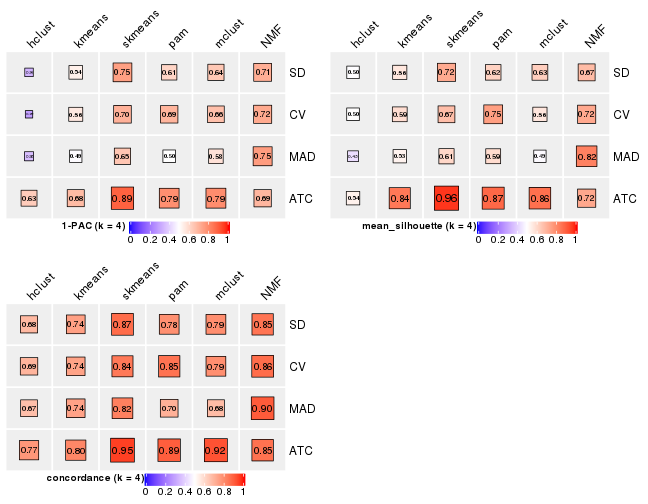 hclust kmeans skmeans pam mclust NMF
0.54 0.75 0.61 0.64 0.71 SD
0.56 0.70 0.69 0.66 0.72 CV
0.49 0.65 0.50 0.58 0.75 MAD
0.63 0.68 0.89 0.79 0.79 0.69 ATC
1-PAC (k = 4)
0 0.2 0.4 0.6 0.8 1
hclust kmeans skmeans pam mclust NMF
0.50 0.56 0.72 0.62 0.63 0.67 SD
0.50 0.59 0.67 0.75 0.56 0.72 CV
0.53 0.61 0.59 0.49 0.82 MAD
0.54 0.84 0.96 0.87 0.86 0.72 ATC
mean_silhouette (k = 4)
0 0.2 0.4 0.6 0.8 1
hclust kmeans skmeans pam mclust NMF
0.68 0.74 0.87 0.78 0.79 0.85 SD
0.69 0.74 0.84 0.85 0.79 0.86 CV
0.67 0.74 0.82 0.70 0.68 0.90 MAD
0.77 0.80 0.95 0.89 0.92 0.85 ATC
concordance (k = 4)
0 0.2 0.4 0.6 0.8 1